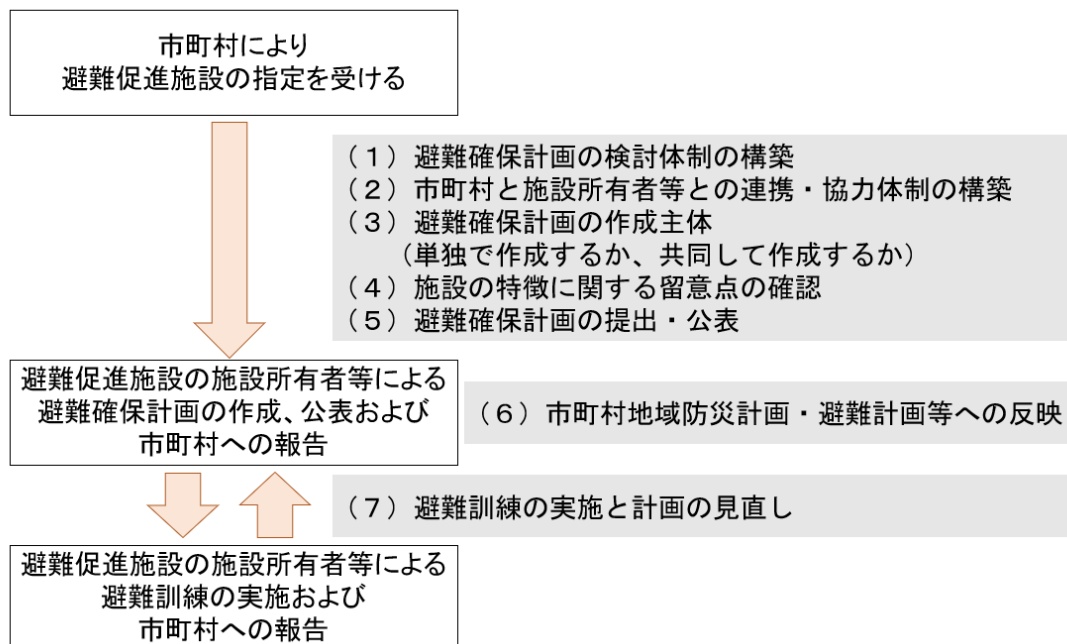 市町村により
避難促進施設の指定を受ける
（１）避難確保計画の検討体制の構築
（２）市町村と施設所有者等との連携・協力体制の構築
（３）避難確保計画の作成主体
（単独で作成するか、共同して作成するか）
（４）施設の特徴に関する留意点の確認
（５）避難確保計画の提出・公表
避難促進施設の施設所有者等による
避難確保計画の作成、公表および
市町村への報告
（６）市町村地域防災計画・避難計画等への反映
（７）避難訓練の実施と計画の見直し
避難促進施設の施設所有者等による
避難訓練の実施および
市町村への報告